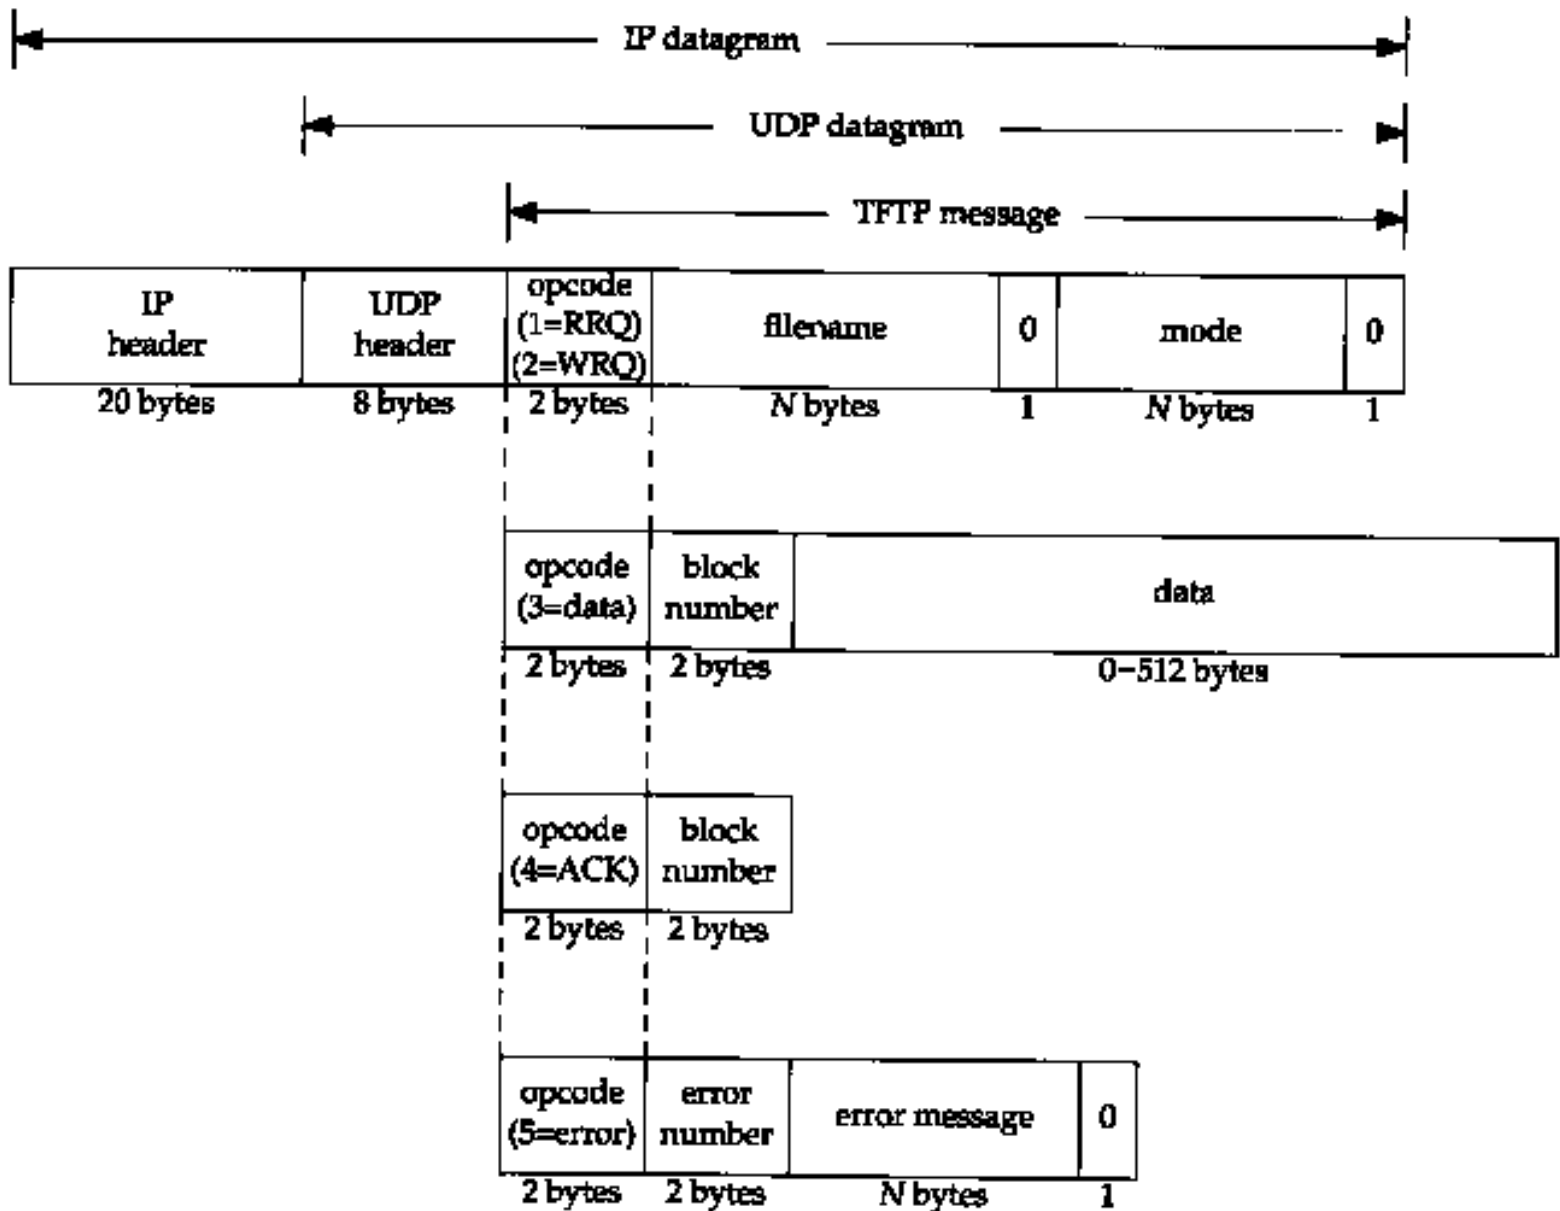 IP datagram
UDP datagram
TFTP message
IP
header
UDP
header
opcode
(1=RRQ)
(2=WRQ)
filename
0
mode
0
20 bytes
8 bytes
2 bytes
N bytes
1
N bytes
1
opcode
(3=data)
block
number
data
2 bytes
2 bytes
0-512 bytes
opcode
(4=ACK)
block
number
2 bytes
2 bytes
opcode
(5=error)
error
number
error message
0
2 bytes
2 bytes
N bytes
1